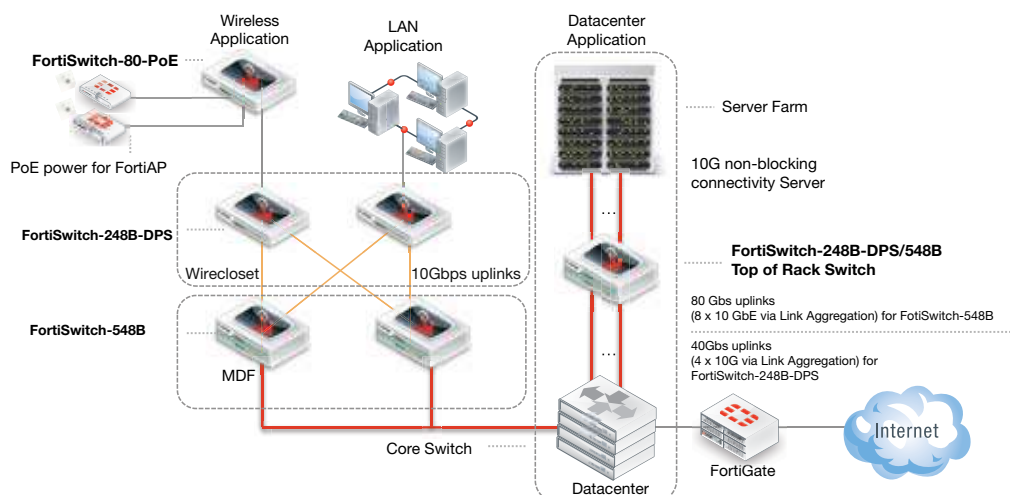 Wireless
Application
LAN
Application
Datacenter
Application
FortiSwitch-80-PoE
PoE power for FortiAP
Server Farm
10G non-blocking
connectivity Server
...
FortiSwitch-248B-DPS
Wirecloset
10Gbps uplinks
FortiSwitch-248B-DPS/548B
Top of Rack Switch
80 Gbs uplinks
(8 x 10 GbE via Link Aggregation) for FotiSwitch-548B
FortiSwitch-548B
MDF
...
40Gbs uplinks
(4 x 10G via Link Aggregation) for
FortiSwitch-248B-DPS
Core Switch
Datacenter
FortiGate
Internet